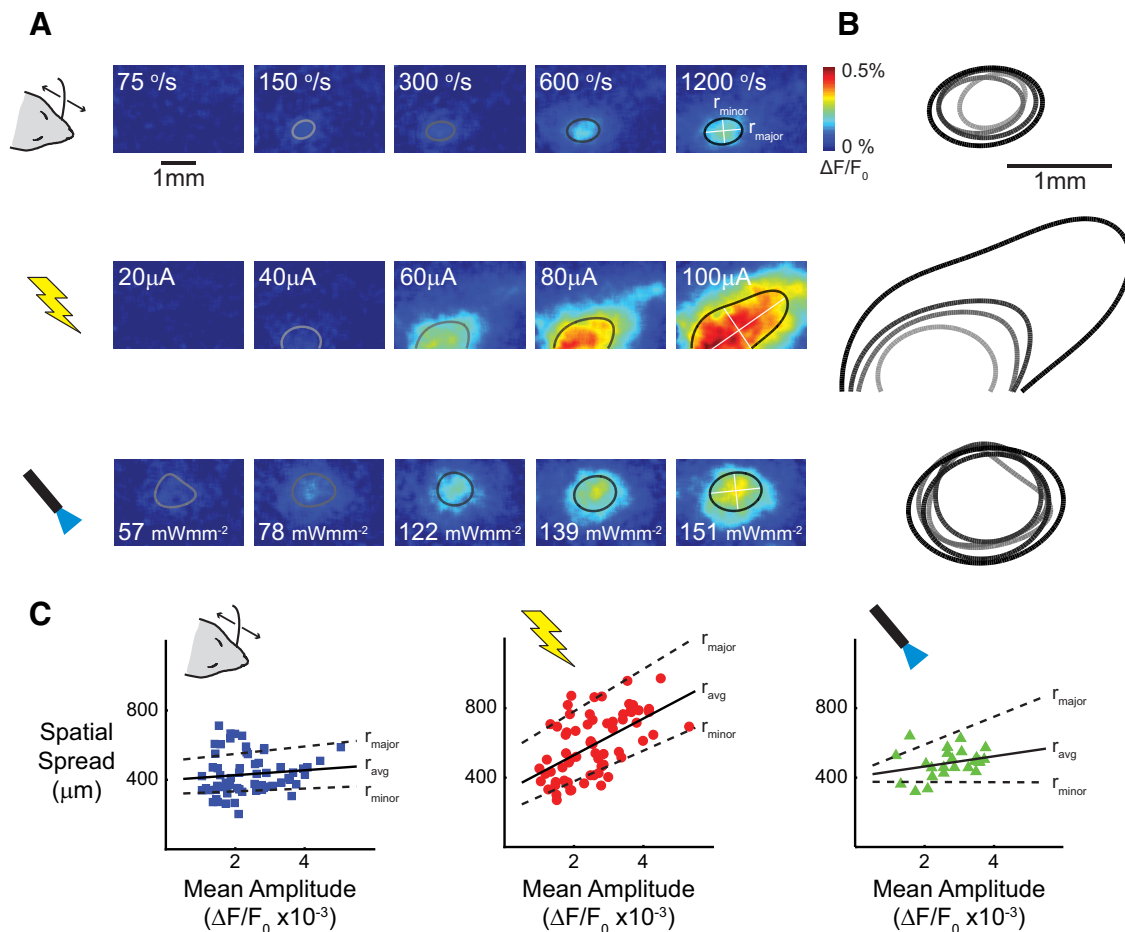 A
B
75 º/s
150 º/s
300 º/s
600 º/s
1200 º/s
r_minor
r_major
0.5%
0 %
ΔF/F₀
1mm
1mm
20μA
40μA
60μA
80μA
100μA
57 mWmm-2
78 mWmm-2
122 mWmm-2
139 mWmm-2
151 mWmm-2
C
Spatial
Spread
(μm)
800
400
2
4
r_major
r_avg
r_minor
Mean Amplitude
(ΔF/F₀ x10⁻³)
800
400
2
4
r_major
r_avg
r_minor
Mean Amplitude
(ΔF/F₀ x10⁻³)
800
400
2
4
r_major
r_avg
r_minor
Mean Amplitude
(ΔF/F₀ x10⁻³)